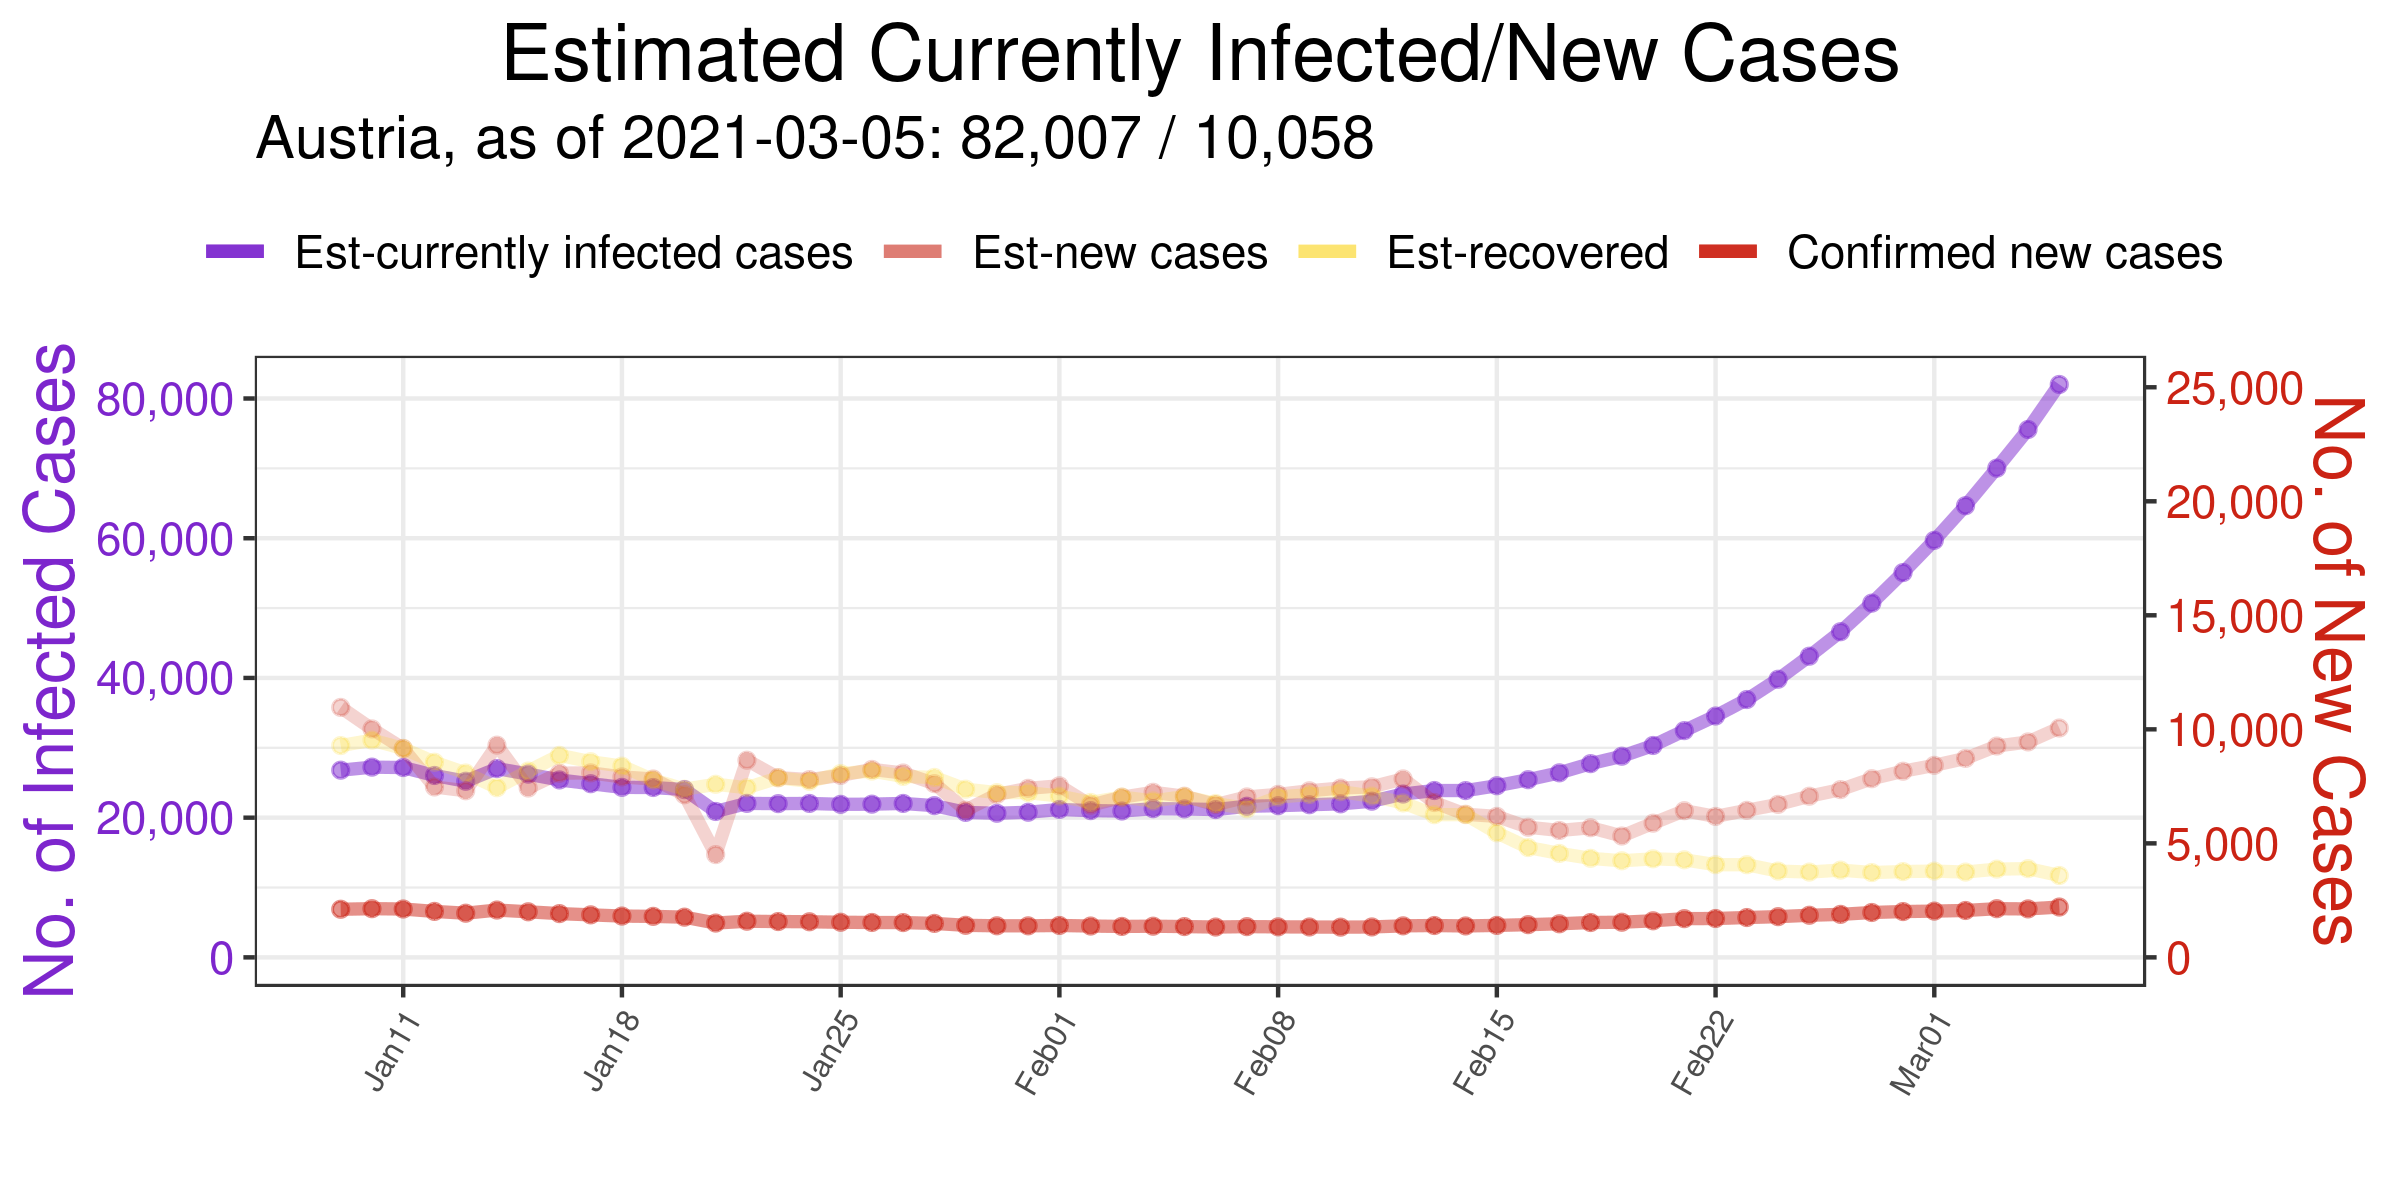 Estimated Currently Infected/New Cases
Austria, as of 2021-03-05: 82,007 / 10,058
Est-currently infected cases Est-new cases Est-recovered Confirmed new cases
No. of Infected Cases
80,000
60,000
40,000
20,000
0
25,000
20,000
15,000
10,000
5,000
0
No. of New Cases
Jan11 Jan18 Jan25 Feb01 Feb08 Feb15 Feb22 Mar01